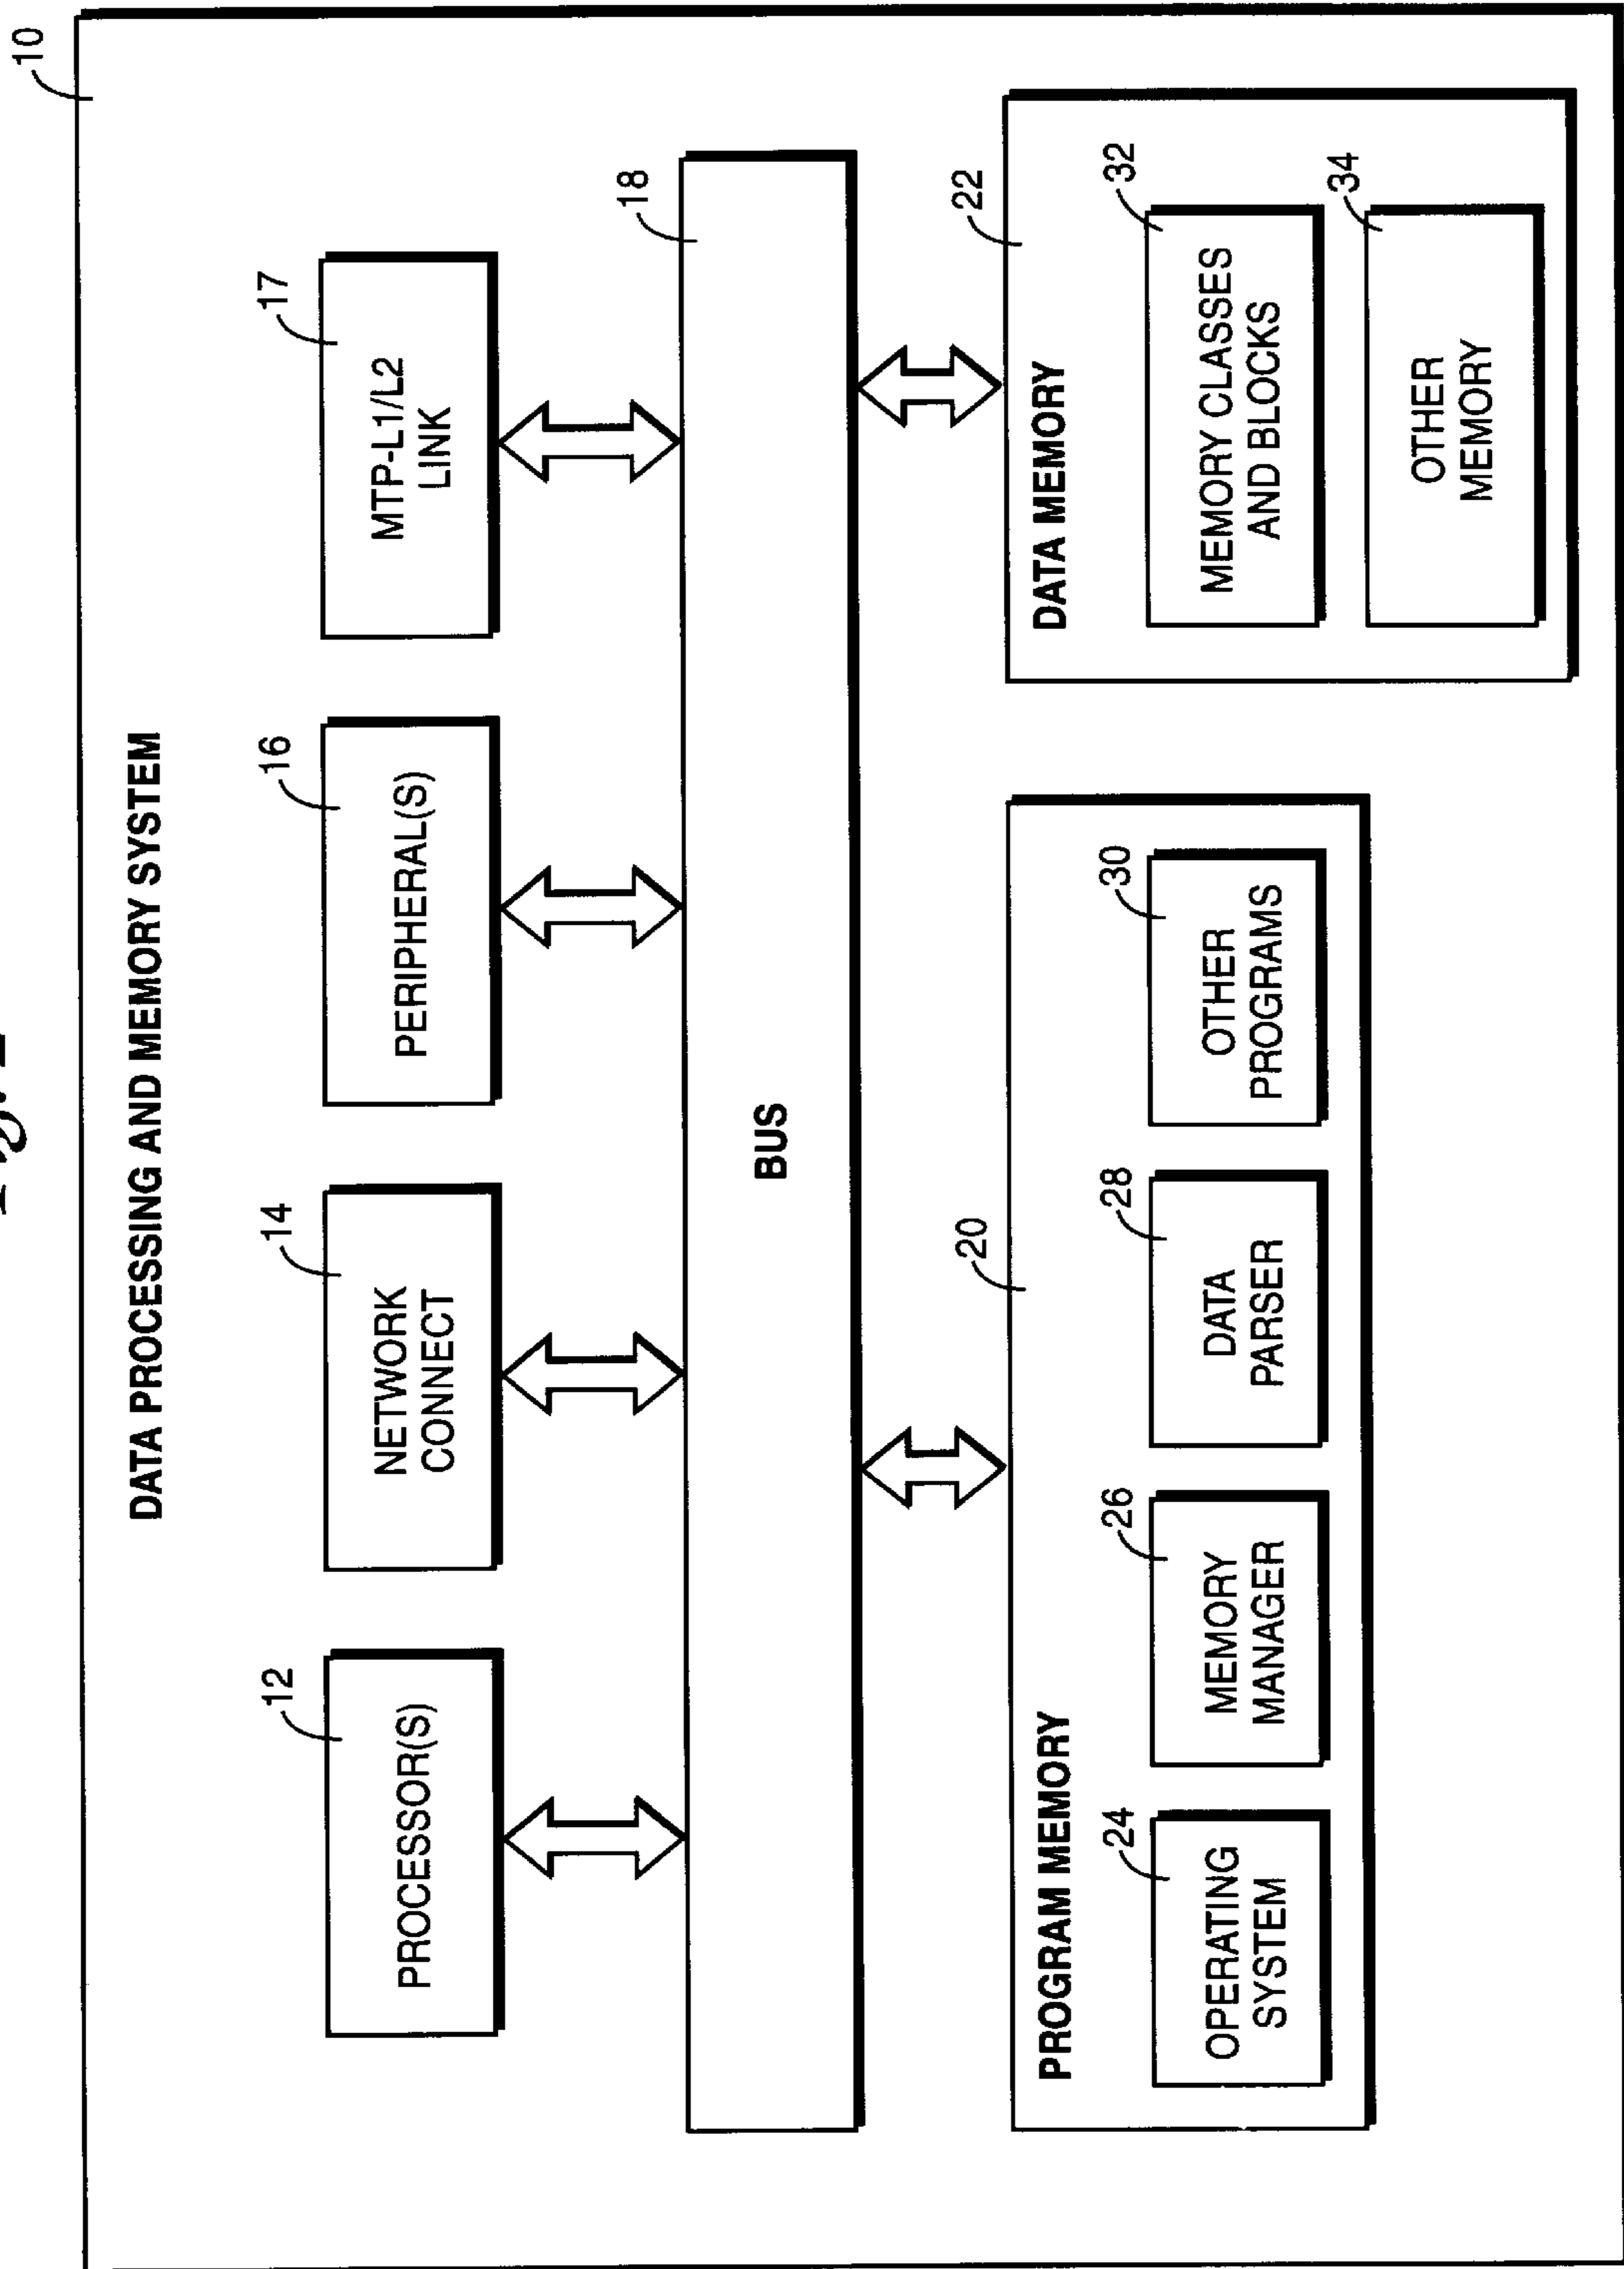 10
DATA PROCESSING AND MEMORY SYSTEM
12
PROCESSOR(S)
14
NETWORK
CONNECT
16
PERIPHERAL(S)
17
MTP-L1/L2
LINK
18
BUS
20
PROGRAM MEMORY
24
OPERATING
SYSTEM
26
MEMORY
MANAGER
28
DATA
PARSER
30
OTHER
PROGRAMS
22
DATA MEMORY
32
MEMORY CLASSES
AND BLOCKS
34
OTHER
MEMORY